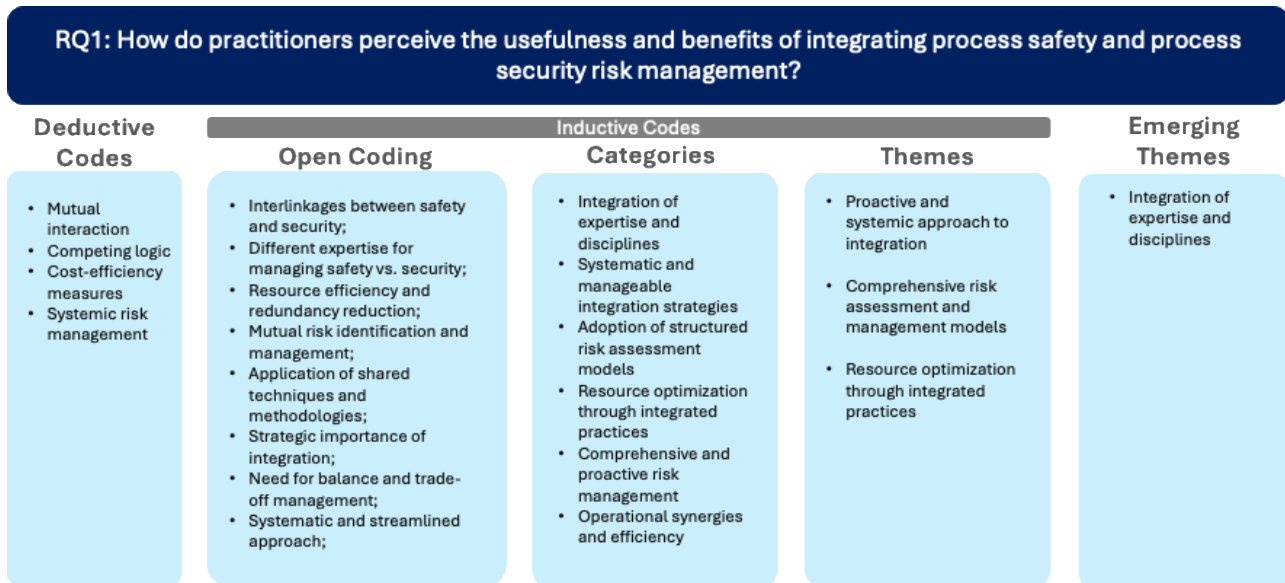 RQ1: How do practitioners perceive the usefulness and benefits of integrating process safety and process
security risk management?
Deductive
Codes
• Mutual
interaction
• Competing logic
• Cost-efficiency
measures
• Systemic risk
management
Inductive Codes
Open Coding
• Interlinkages between safety
and security;
• Different expertise for
managing safety vs. security;
• Resource efficiency and
redundancy reduction;
• Mutual risk identification and
management;
• Application of shared
techniques and
methodologies;
• Strategic importance of
integration;
• Need for balance and trade-
off management;
• Systematic and streamlined
approach;
Categories
• Integration of
expertise and
disciplines
• Systematic and
manageable
integration strategies
• Adoption of structured
risk assessment
models
• Resource optimization
through integrated
practices
• Comprehensive and
proactive risk
management
• Operational synergies
and efficiency
Themes
• Proactive and
systemic approach to
integration
• Comprehensive risk
assessment and
management models
• Resource optimization
through integrated
practices
Emerging
Themes
• Integration of
expertise and
disciplines